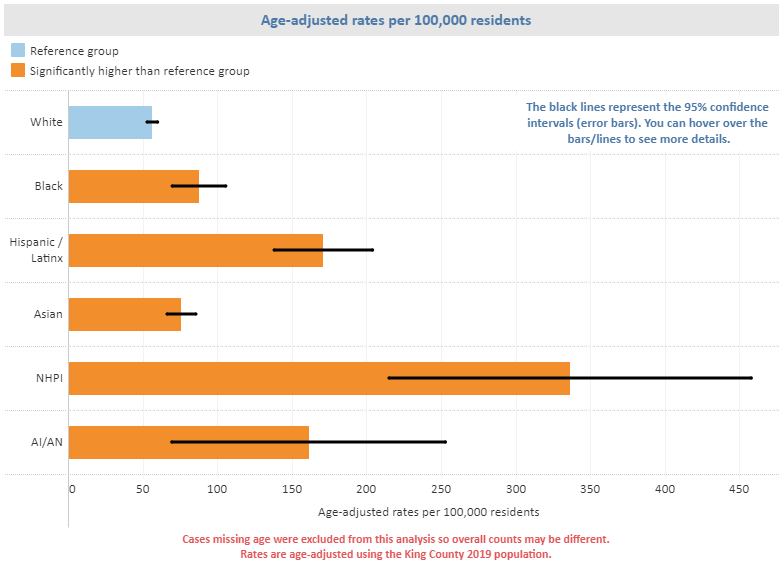 Age-adjusted rates per 100,000 residents
Reference group
Significantly higher than reference group
The black lines represent the 95% confidence
intervals (error bars). You can hover over the
bars/lines to see more details.
White
Black
Hispanic /
Latinx
Asian
NHPI
AI/AN
0 50 100 150 200 250 300 350 400 450
Age-adjusted rates per 100,000 residents
Cases missing age were excluded from this analysis so overall counts may be different.
Rates are age-adjusted using the King County 2019 population.